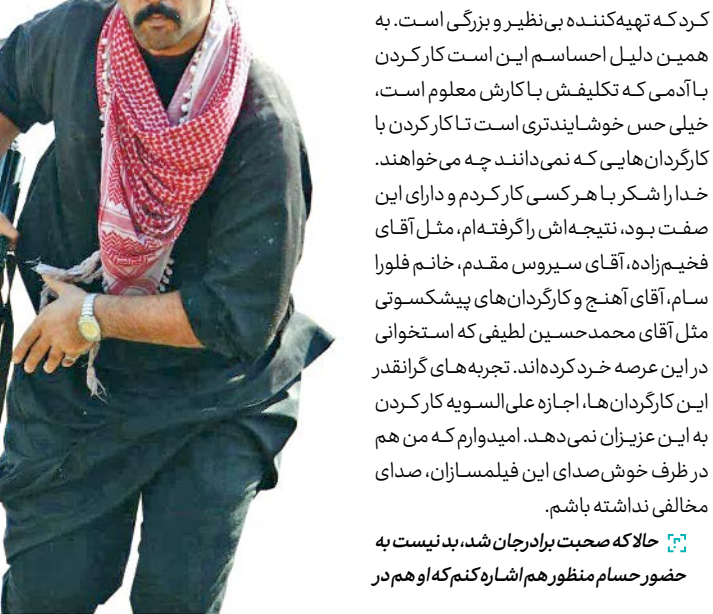 کرد که تهیه‌کننده بی‌نظیر و بزرگی است. به
همین دلیل احساسم این است کار کردن
با آدمی که تکلیفش با کارش معلوم است،
خیلی حس خوشایندتری است تا کار کردن با
کارگردان‌هایی که نمی‌دانند چه می‌خواهند.
خدا را شکر با هر کسی کار کردم و دارای این
صفت بود، نتیجه‌اش را گرفته‌ام، مثل آقای
فخیم‌زاده، آقای سیروس مقدم، خانم فلورا
سام، آقای آهنج و کارگردان‌های پیشکسوتی
مثل آقای محمدحسین لطیفی که استخوانی
در این عرصه خرد کرده‌اند. تجربه‌های گرانقدر
این کارگردان‌ها، اجازه علی‌السویه کار کردن
به این عزیزان نمی‌دهد. امیدوارم که من هم
در ظرف خوش‌صدای این فیلمسازان، صدای
مخالفی نداشته باشم.
حالا که صحبت برادرجان شد، بد نیست به
حضور حسام منظور هم اشاره کنم که او هم در